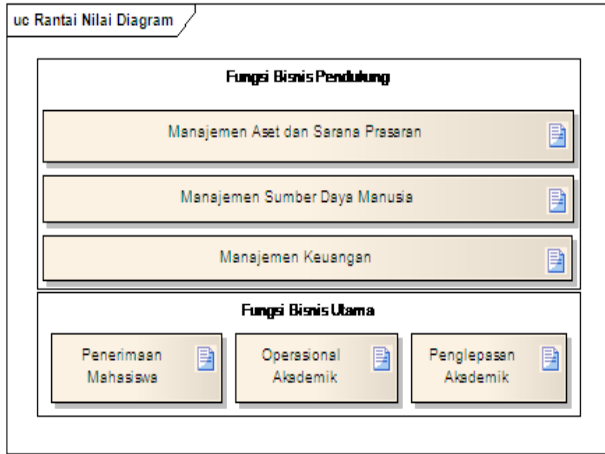 uc Rantai Nilai Diagram
Fungsi Bisnis Pendukung
Manajemen Aset dan Sarana Prasaran
Manajemen Sumber Daya Manusia
Manajemen Keuangan
Fungsi Bisnis Utama
Penerimaan
Mahasiswa
Operasional
Akademik
Penglepasan
Akademik